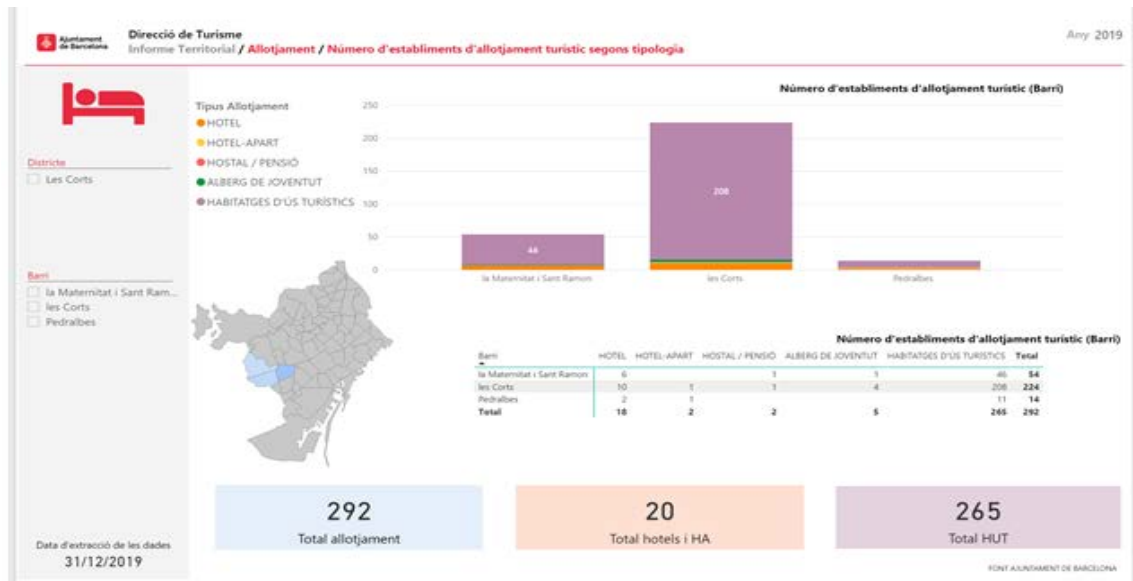 Ajuntament
de Barcelona
Direcció de Turisme
Informe Territorial / Allotjament / Número d'establiments d'allotjament turístic segons tipologia
Any 2019
Districte
Les Corts
Barri
la Maternitat i Sant Ram...
les Corts
Pedralbes
Data d'extracció de les dades
31/12/2019
Tipus Allotjament
HOTEL
HOTEL-APART
HOSTAL / PENSIÓ
ALBERG DE JOVENTUT
HABITATGES D'ÚS TURÍSTICS
Número d'establiments d'allotjament turístic (Barri)
250
200
150
100
50
0
208
la Maternitat i Sant Ramon les Corts Pedralbes
Número d'establiments d'allotjament turístic (Barri)
Barri HOTEL HOTEL-APART HOSTAL / PENSIÓ ALBERG DE JOVENTUT HABITATGES D'ÚS TURÍSTICS Total
la Maternitat i Sant Ramon 6 1 1 46 54
les Corts 10 1 1 4 208 224
Pedralbes 2 1 11 14
Total 18 2 2 5 265 292
292
Total allotjament
20
Total hotels i HA
265
Total HUT
FONT AJUNTAMENT DE BARCELONA